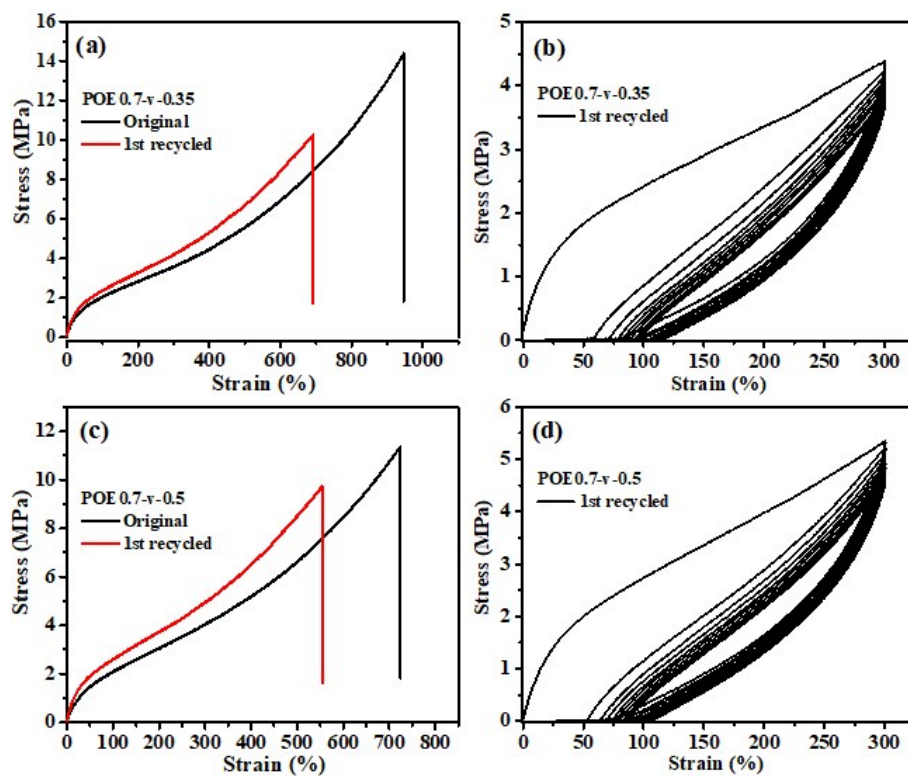 (a)
POE 0.7-v-0.35
Original
1st recycled
Stress (MPa)
16
14
12
10
8
6
4
2
0
0 200 400 600 800 1000
Strain (%)
(b)
POE 0.7-v-0.35
1st recycled
Stress (MPa)
5
4
3
2
1
0
0 50 100 150 200 250 300
Strain (%)
(c)
POE 0.7-v-0.5
Original
1st recycled
Stress (MPa)
12
10
8
6
4
2
0
0 100 200 300 400 500 600 700 800
Strain (%)
(d)
POE 0.7-v-0.5
1st recycled
Stress (MPa)
6
5
4
3
2
1
0
0 50 100 150 200 250 300
Strain (%)